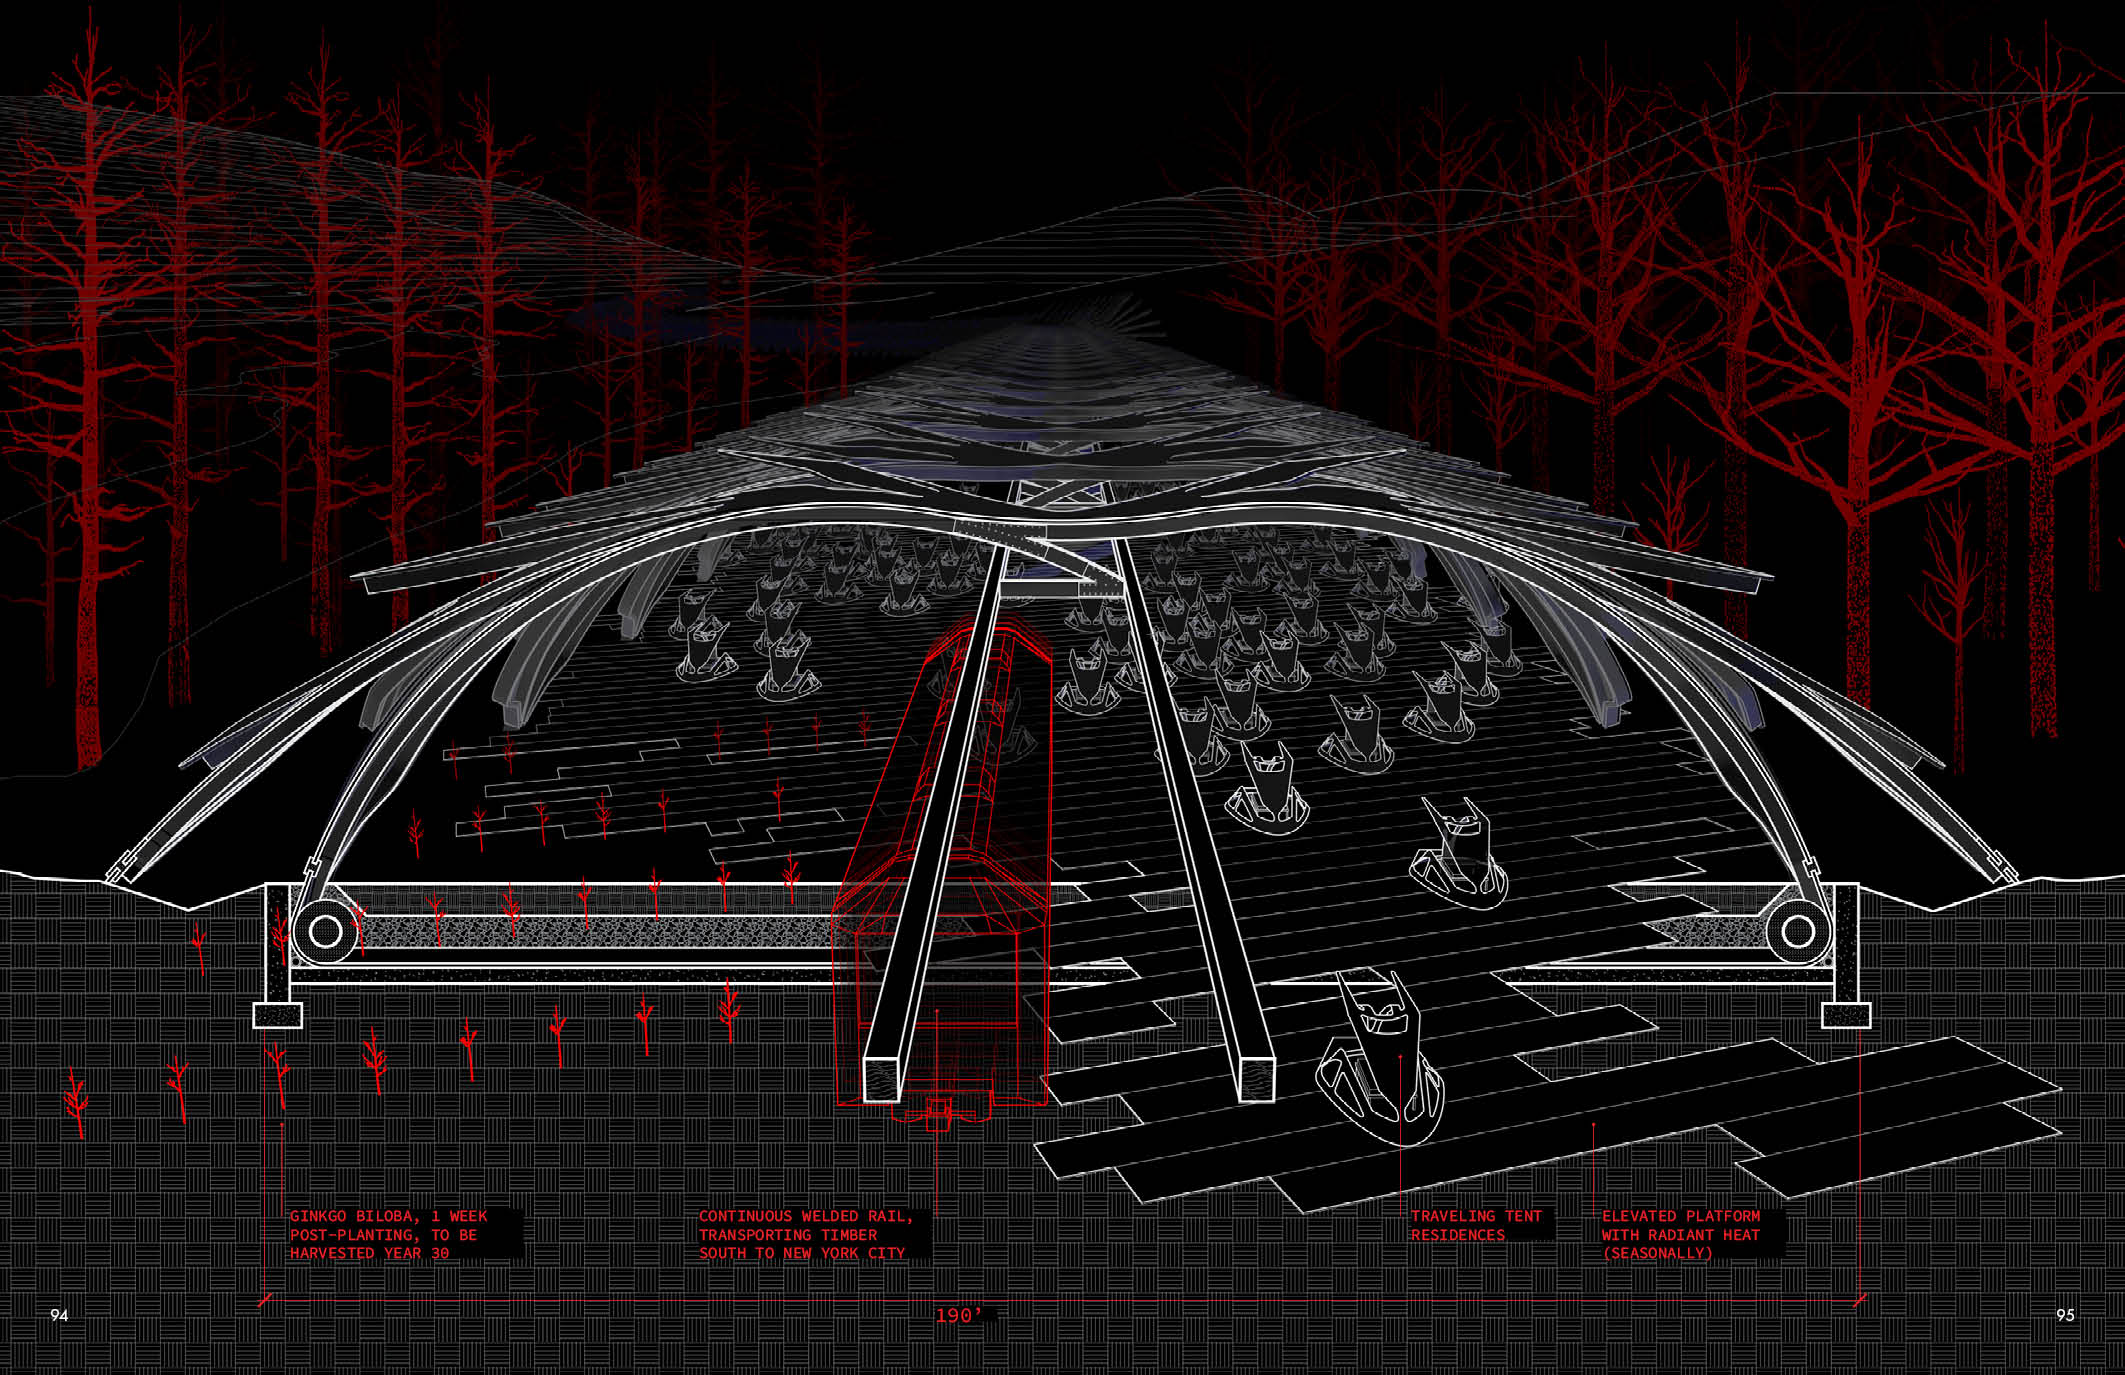 GINKGO BILOBA, 1 WEEK
POST-PLANTING, TO BE
HARVESTED YEAR 30
CONTINUOUS WELDED RAIL,
TRANSPORTING TIMBER
SOUTH TO NEW YORK CITY
TRAVELING TENT
RESIDENCES
ELEVATED PLATFORM
WITH RADIANT HEAT
(SEASONALLY)
94
190'
95